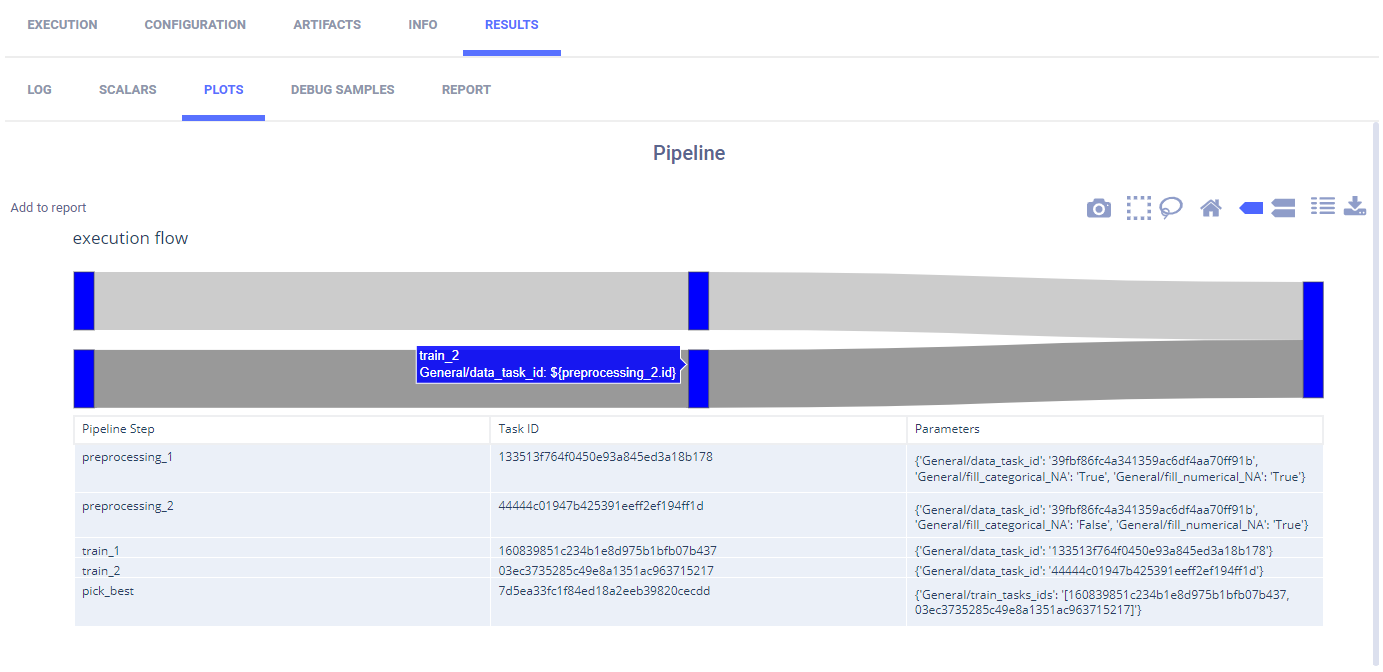 EXECUTION CONFIGURATION ARTIFACTS INFO RESULTS
LOG SCALARS PLOTS DEBUG SAMPLES REPORT
Pipeline
Add to report
execution flow
train_2
General/data_task_id: ${preprocessing_2.id}
Pipeline Step Task ID Parameters
preprocessing_1 133513f764f0450e93a845ed3a18b178 {'General/data_task_id': '39fbf86fc4a341359ac6df4aa70ff91b',
'General/fill_categorical_NA': 'True', 'General/fill_numerical_NA': 'True'}
preprocessing_2 44444c01947b425391eeff2ef194ff1d {'General/data_task_id': '39fbf86fc4a341359ac6df4aa70ff91b',
'General/fill_categorical_NA': 'False', 'General/fill_numerical_NA': 'True'}
train_1 160839851c234b1e8d975b1bfb07b437 {'General/data_task_id': '133513f764f0450e93a845ed3a18b178'}
train_2 03ec3735285c49e8a1351ac963715217 {'General/data_task_id': '44444c01947b425391eeff2ef194ff1d'}
pick_best 7d5ea33fc1f84ed18a2eeb39820cecdd {'General/train_tasks_ids': '[160839851c234b1e8d975b1bfb07b437,
03ec3735285c49e8a1351ac963715217]'}